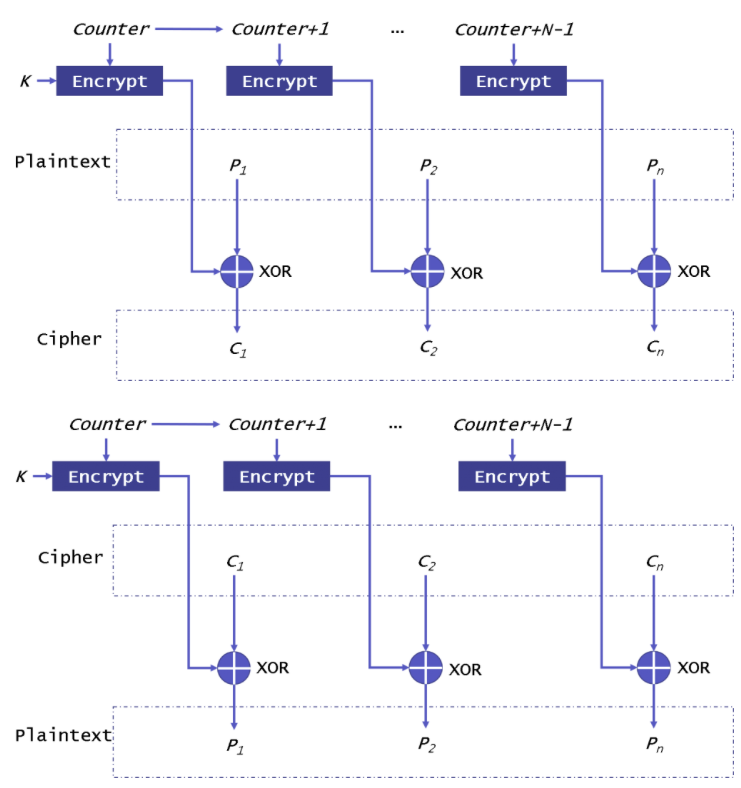 Counter Counter+1 ... Counter+N-1
K Encrypt Encrypt Encrypt
Plaintext P1 P2 Pn
XOR XOR XOR
Cipher C1 C2 Cn
Counter Counter+1 ... Counter+N-1
K Encrypt Encrypt Encrypt
Cipher C1 C2 Cn
XOR XOR XOR
Plaintext P1 P2 Pn